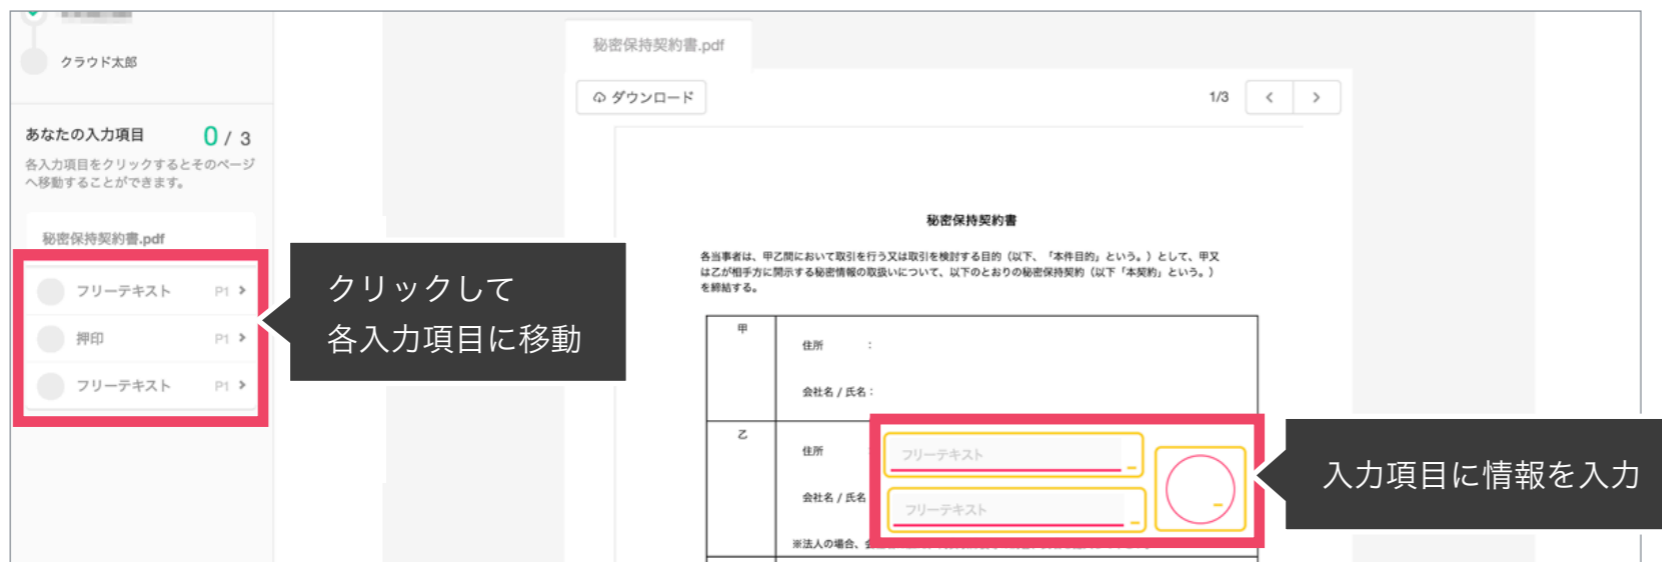 クラウド太郎
あなたの入力項目 0 / 3
各入力項目をクリックするとそのページ
へ移動することができます。
秘密保持契約書.pdf
フリーテキスト P1
押印 P1
フリーテキスト P1
クリックして
各入力項目に移動
秘密保持契約書.pdf
ダウンロード
1/3
秘密保持契約書
各当事者は、甲乙間において取引を行う又は取引を検討する目的（以下、「本件目的」という。）として、甲又
は乙が相手方に開示する秘密情報の取扱いについて、以下のとおりの秘密保持契約（以下「本契約」という。）
を締結する。
甲
住所 :
会社名 / 氏名 :
乙
住所 :
フリーテキスト
会社名 / 氏名
フリーテキスト
※法人の場合、
入力項目に情報を入力